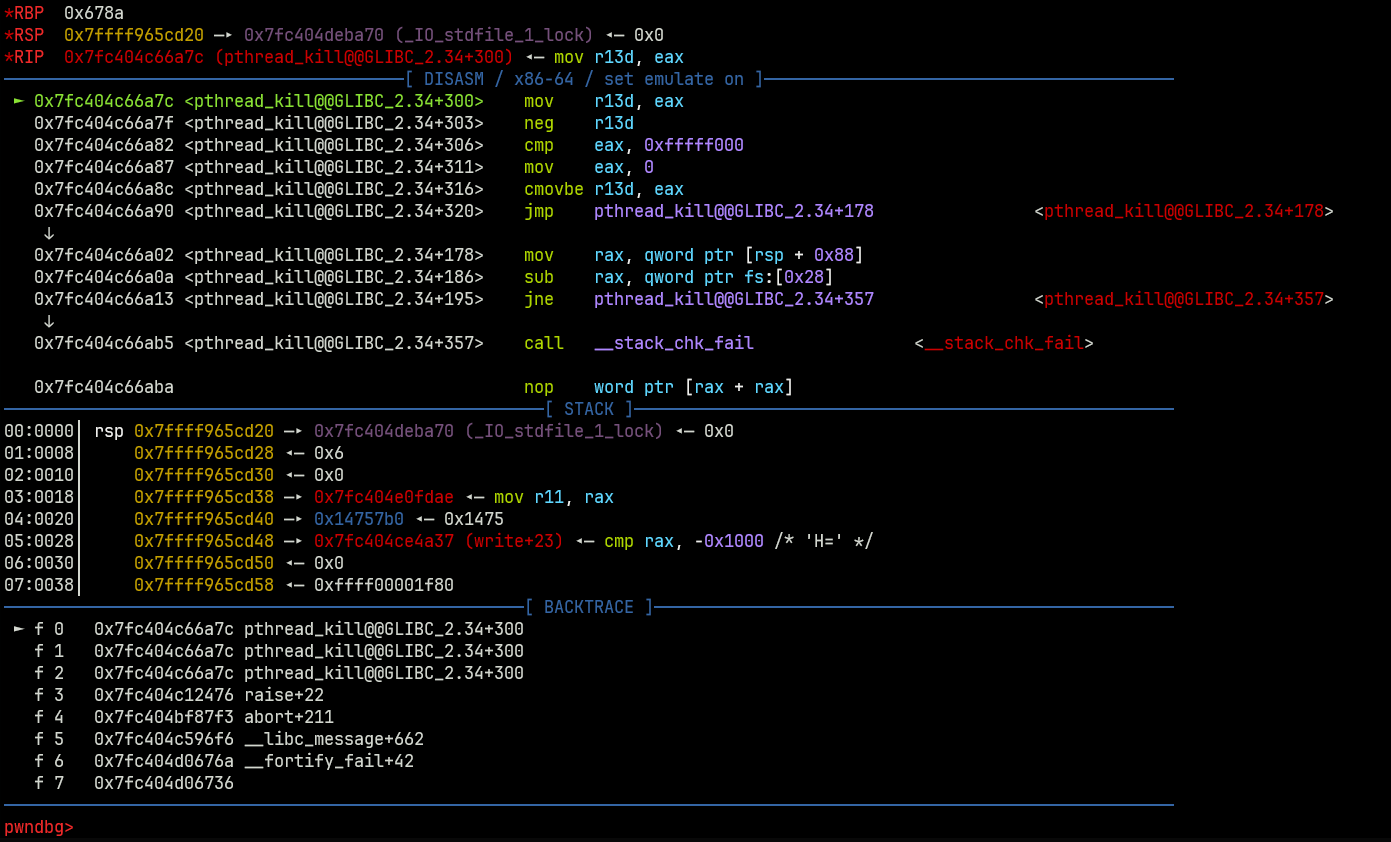 *RBP  0x678a
*RSP  0x7ffff965cd20 —▸ 0x7fc404deba70 (_IO_stdfile_1_lock) ◂— 0x0
*RIP  0x7fc404c66a7c (pthread_kill@@GLIBC_2.34+300) ◂— mov r13d, eax
[ DISASM / x86-64 / set emulate on ]
► 0x7fc404c66a7c <pthread_kill@@GLIBC_2.34+300>    mov    r13d, eax
0x7fc404c66a7f <pthread_kill@@GLIBC_2.34+303>    neg    r13d
0x7fc404c66a82 <pthread_kill@@GLIBC_2.34+306>    cmp    eax, 0xfffff000
0x7fc404c66a87 <pthread_kill@@GLIBC_2.34+311>    mov    eax, 0
0x7fc404c66a8c <pthread_kill@@GLIBC_2.34+316>    cmovbe r13d, eax
0x7fc404c66a90 <pthread_kill@@GLIBC_2.34+320>    jmp    pthread_kill@@GLIBC_2.34+178                <pthread_kill@@GLIBC_2.34+178>
↓
0x7fc404c66a02 <pthread_kill@@GLIBC_2.34+178>    mov    rax, qword ptr [rsp + 0x88]
0x7fc404c66a0a <pthread_kill@@GLIBC_2.34+186>    sub    rax, qword ptr fs:[0x28]
0x7fc404c66a13 <pthread_kill@@GLIBC_2.34+195>    jne    pthread_kill@@GLIBC_2.34+357                <pthread_kill@@GLIBC_2.34+357>
↓
0x7fc404c66ab5 <pthread_kill@@GLIBC_2.34+357>    call   __stack_chk_fail                <__stack_chk_fail>
0x7fc404c66aba                                   nop    word ptr [rax + rax]
[ STACK ]
00:0000│ rsp 0x7ffff965cd20 —▸ 0x7fc404deba70 (_IO_stdfile_1_lock) ◂— 0x0
01:0008│     0x7ffff965cd28 ◂— 0x6
02:0010│     0x7ffff965cd30 ◂— 0x0
03:0018│     0x7ffff965cd38 —▸ 0x7fc404e0fdae ◂— mov r11, rax
04:0020│     0x7ffff965cd40 —▸ 0x14757b0 ◂— 0x1475
05:0028│     0x7ffff965cd48 —▸ 0x7fc404ce4a37 (write+23) ◂— cmp rax, -0x1000 /* 'H=' */
06:0030│     0x7ffff965cd50 ◂— 0x0
07:0038│     0x7ffff965cd58 ◂— 0xffff00001f80
[ BACKTRACE ]
► f 0   0x7fc404c66a7c pthread_kill@@GLIBC_2.34+300
f 1   0x7fc404c66a7c pthread_kill@@GLIBC_2.34+300
f 2   0x7fc404c66a7c pthread_kill@@GLIBC_2.34+300
f 3   0x7fc404c12476 raise+22
f 4   0x7fc404bf87f3 abort+211
f 5   0x7fc404c596f6 __libc_message+662
f 6   0x7fc404d0676a __fortify_fail+42
f 7   0x7fc404d06736
pwndbg>